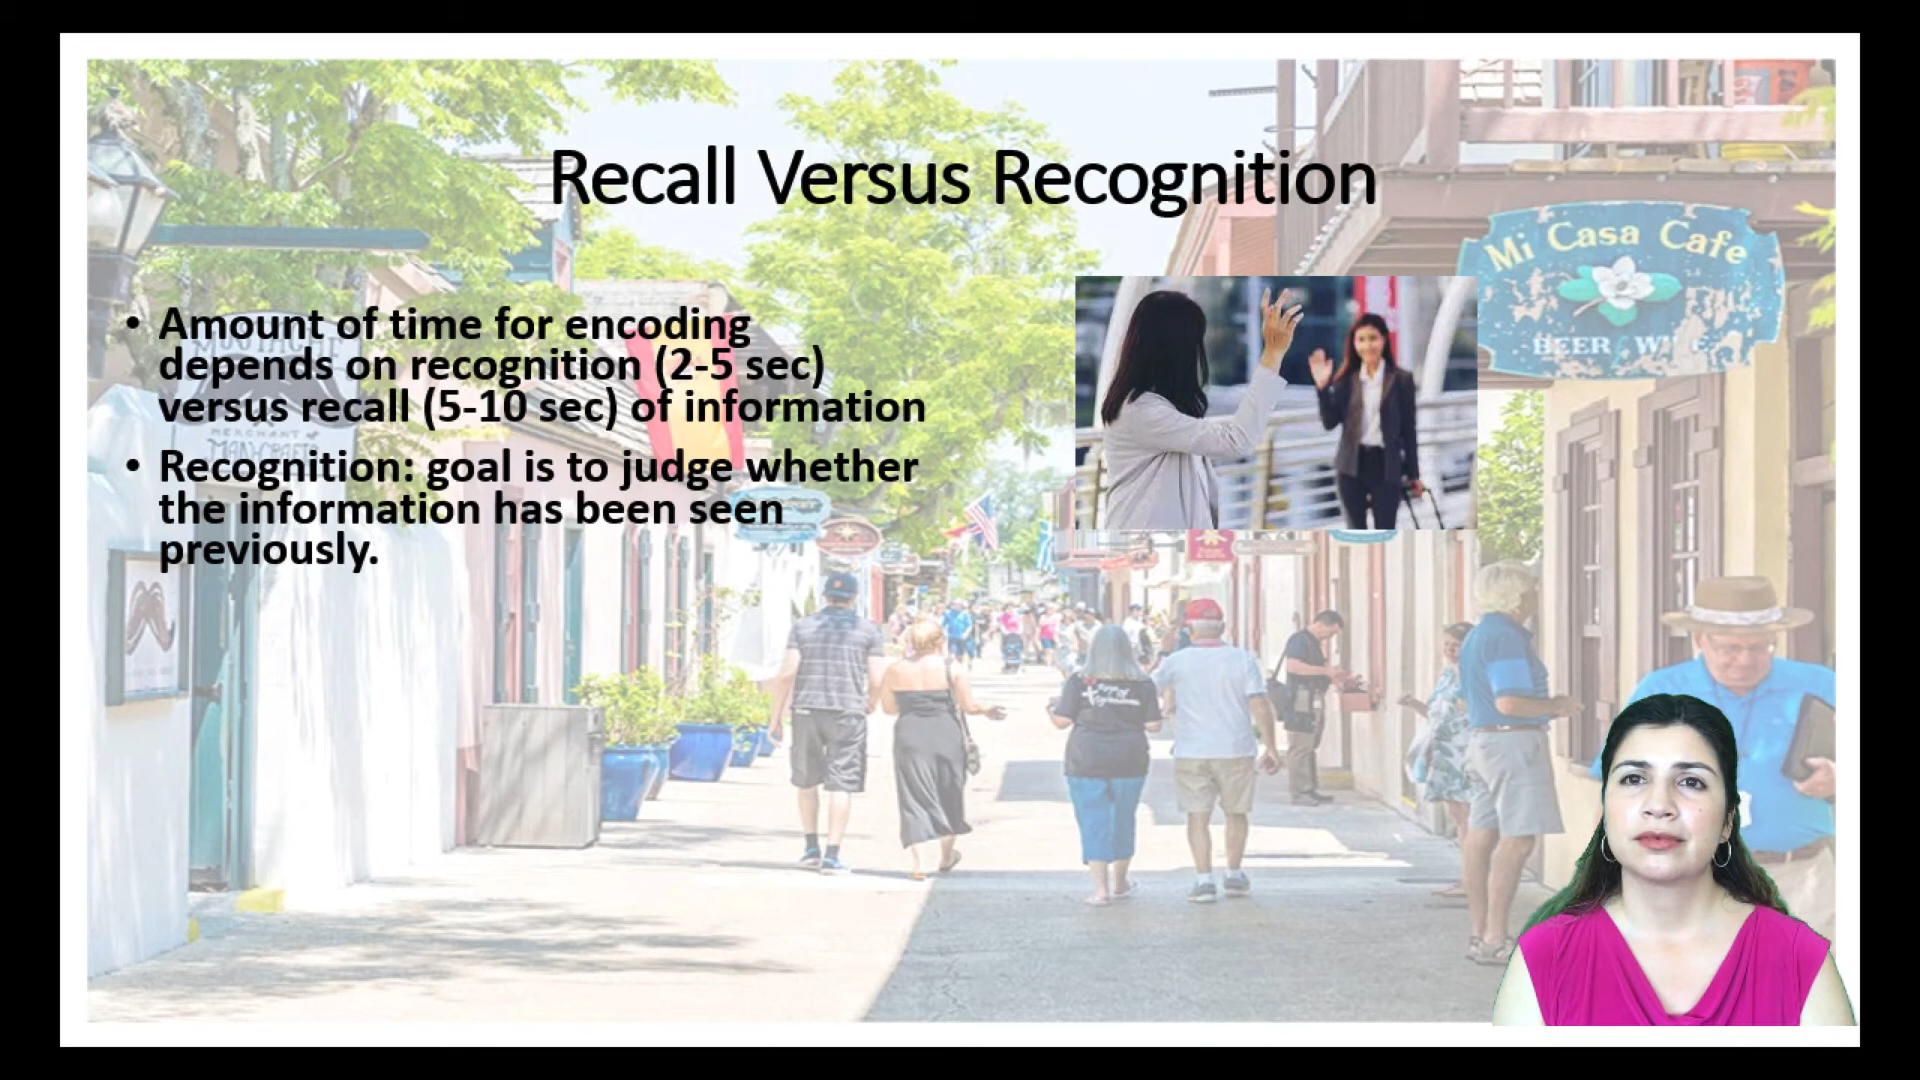 Recall Versus Recognition
• Amount of time for encoding
depends on recognition (2-5 sec)
versus recall (5-10 sec) of information
• Recognition: goal is to judge whether
the information has been seen
previously.
Mi Casa Cafe
BEER
MERCHANT